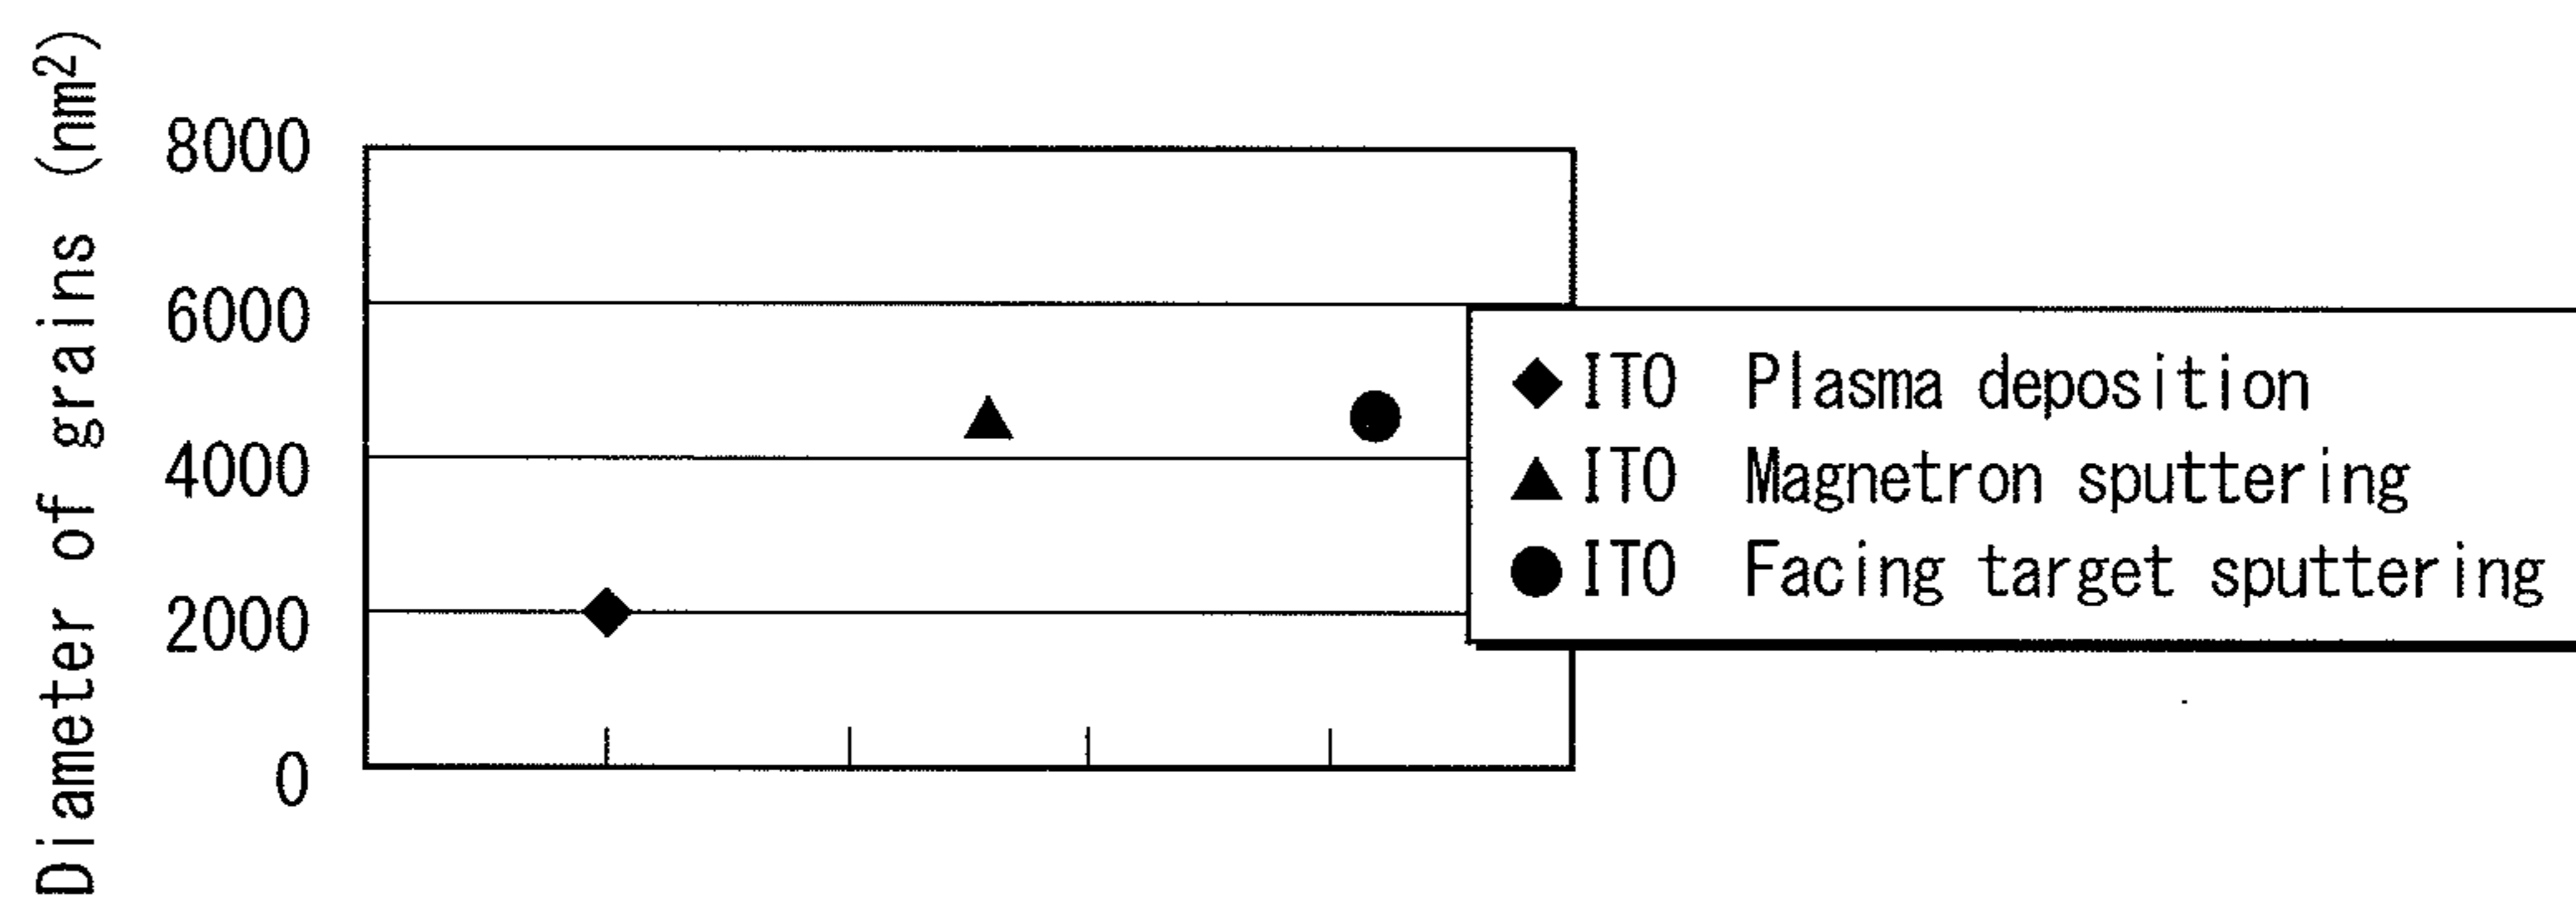 Diameter of grains (nm²)
8000
6000
4000
2000
0
ITO Plasma deposition
ITO Magnetron sputtering
ITO Facing target sputtering